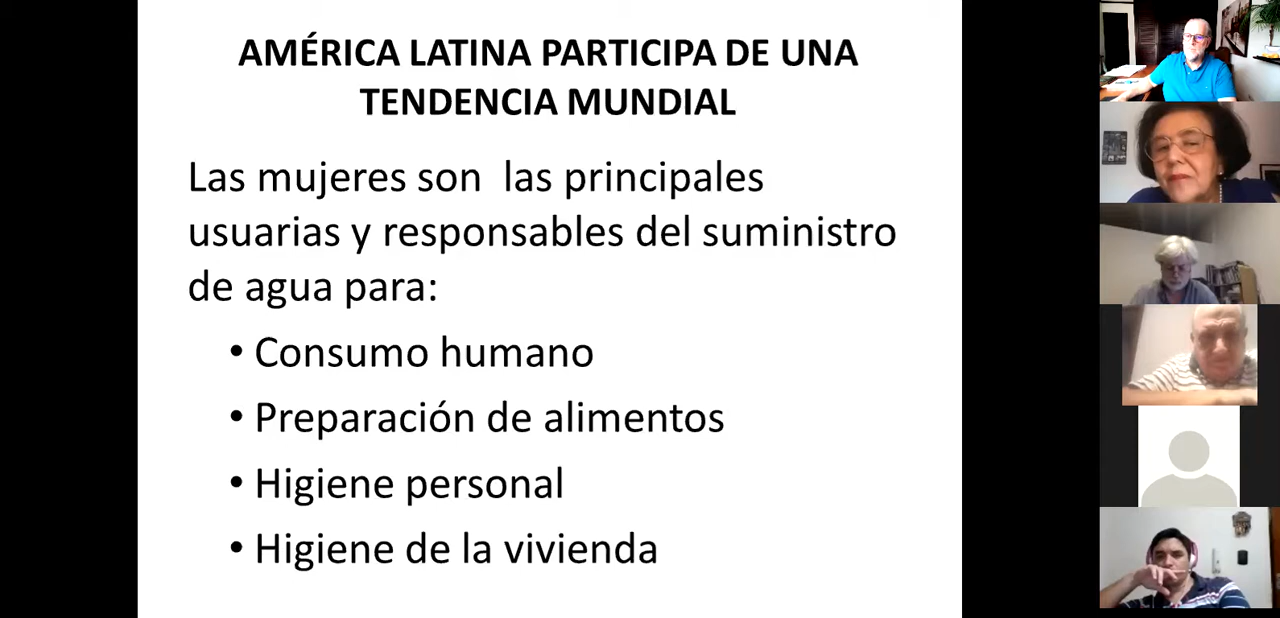 AMÉRICA LATINA PARTICIPA DE UNA
TENDENCIA MUNDIAL
Las mujeres son  las principales
usuarias y responsables del suministro
de agua para:
• Consumo humano
• Preparación de alimentos
• Higiene personal
• Higiene de la vivienda